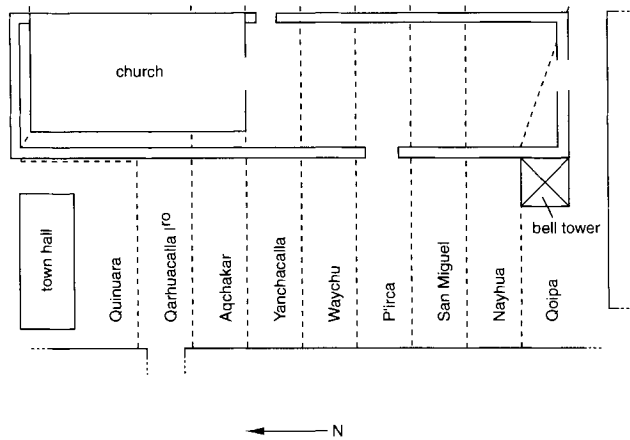 church
town hall
Quinuara
Qarhuacalla Iro
Aqchakar
Yanchacalla
Waychu
P'irca
San Miguel
Nayhua
Qoipa
bell tower
N